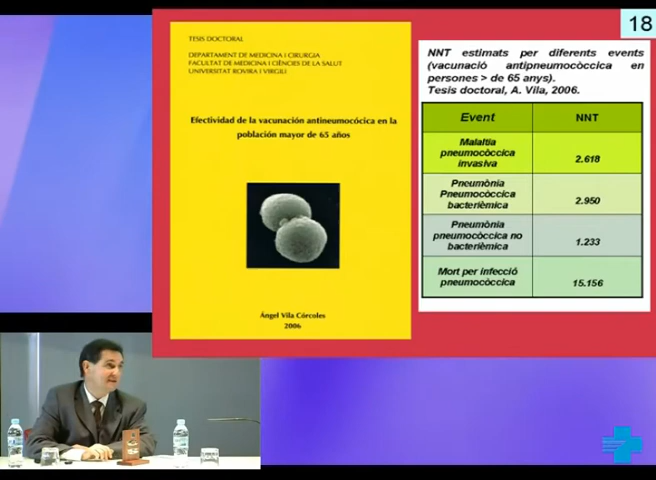 18
TESIS DOCTORAL
DEPARTAMENT DE MEDICINA I CIRURGIA
FACULTAT DE MEDICINA I CIÈNCIES DE LA SALUT
UNIVERSITAT ROVIRA I VIRGILI
Efectividad de la vacunación antineumocócica en la
población mayor de 65 años
Ángel Vila Córcoles
2006
NNT estimats per diferents events
(vacunació antipneumocòccica en
persones > de 65 anys).
Tesis doctoral, A. Vila, 2006.
Event NNT
Malaltia
pneumocòccica
invasiva
2.618
Pneumònia
Pneumocòccica
bacterièmica
2.950
Pneumònia
pneumocòccica no
bacterièmica
1.233
Mort per infecció
pneumocòccica
15.156